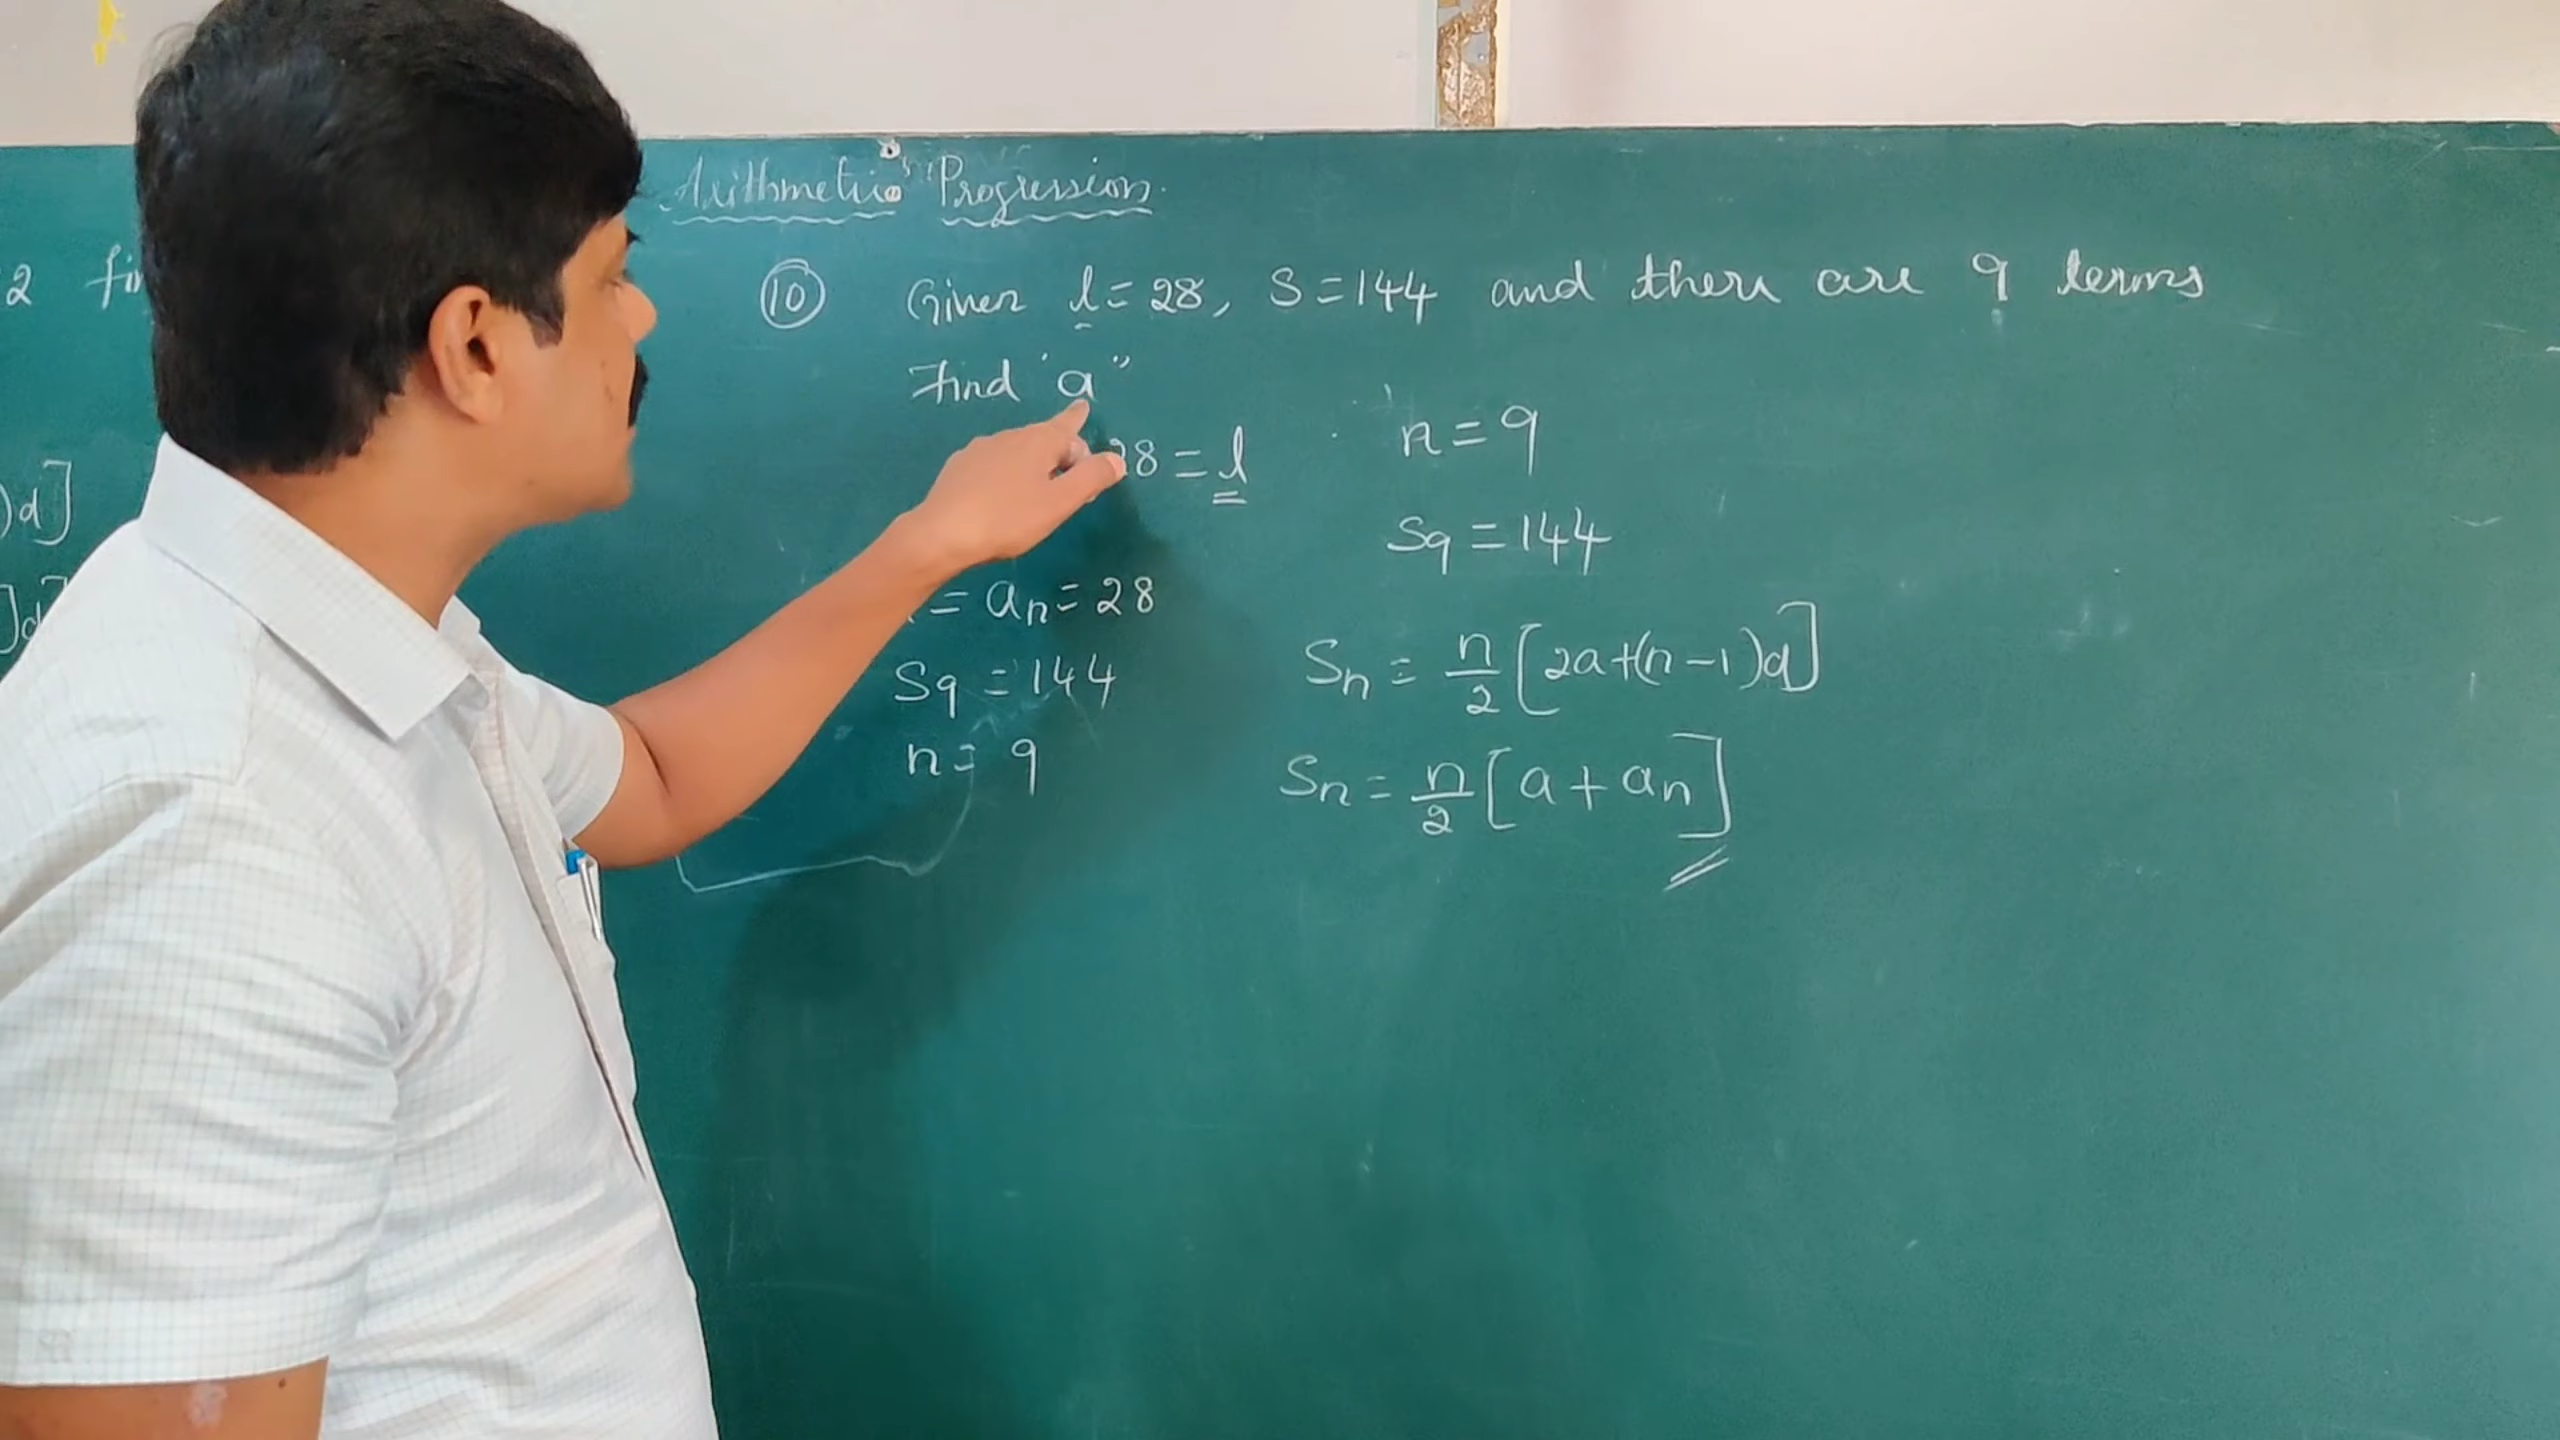 Arithmetic Progression
2 fin
)d]
]d]
(10) Given l = 28, S = 144 and there are 9 terms
Find "a"
28 = l
= an = 28
S9 = 144
n = 9
n = 9
S9 = 144
Sn = n/2 [2a+(n-1)d]
Sn = n/2 [a + an]